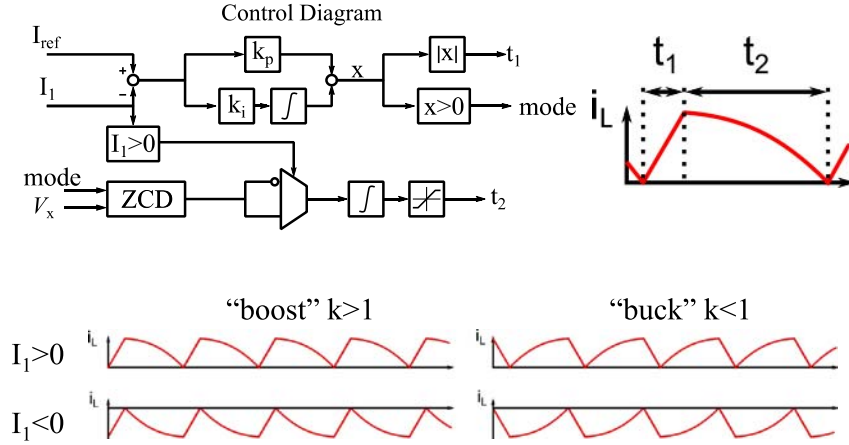 Control Diagram
I_ref
+
−
I_1
k_p
k_i
∫
x
|x|
t_1
x>0
mode
I_1>0
mode
V_x
ZCD
∫
t_2
t_1
t_2
i_L
“boost” k>1
“buck” k<1
I_1>0
i_L
i_L
I_1<0
i_L
i_L